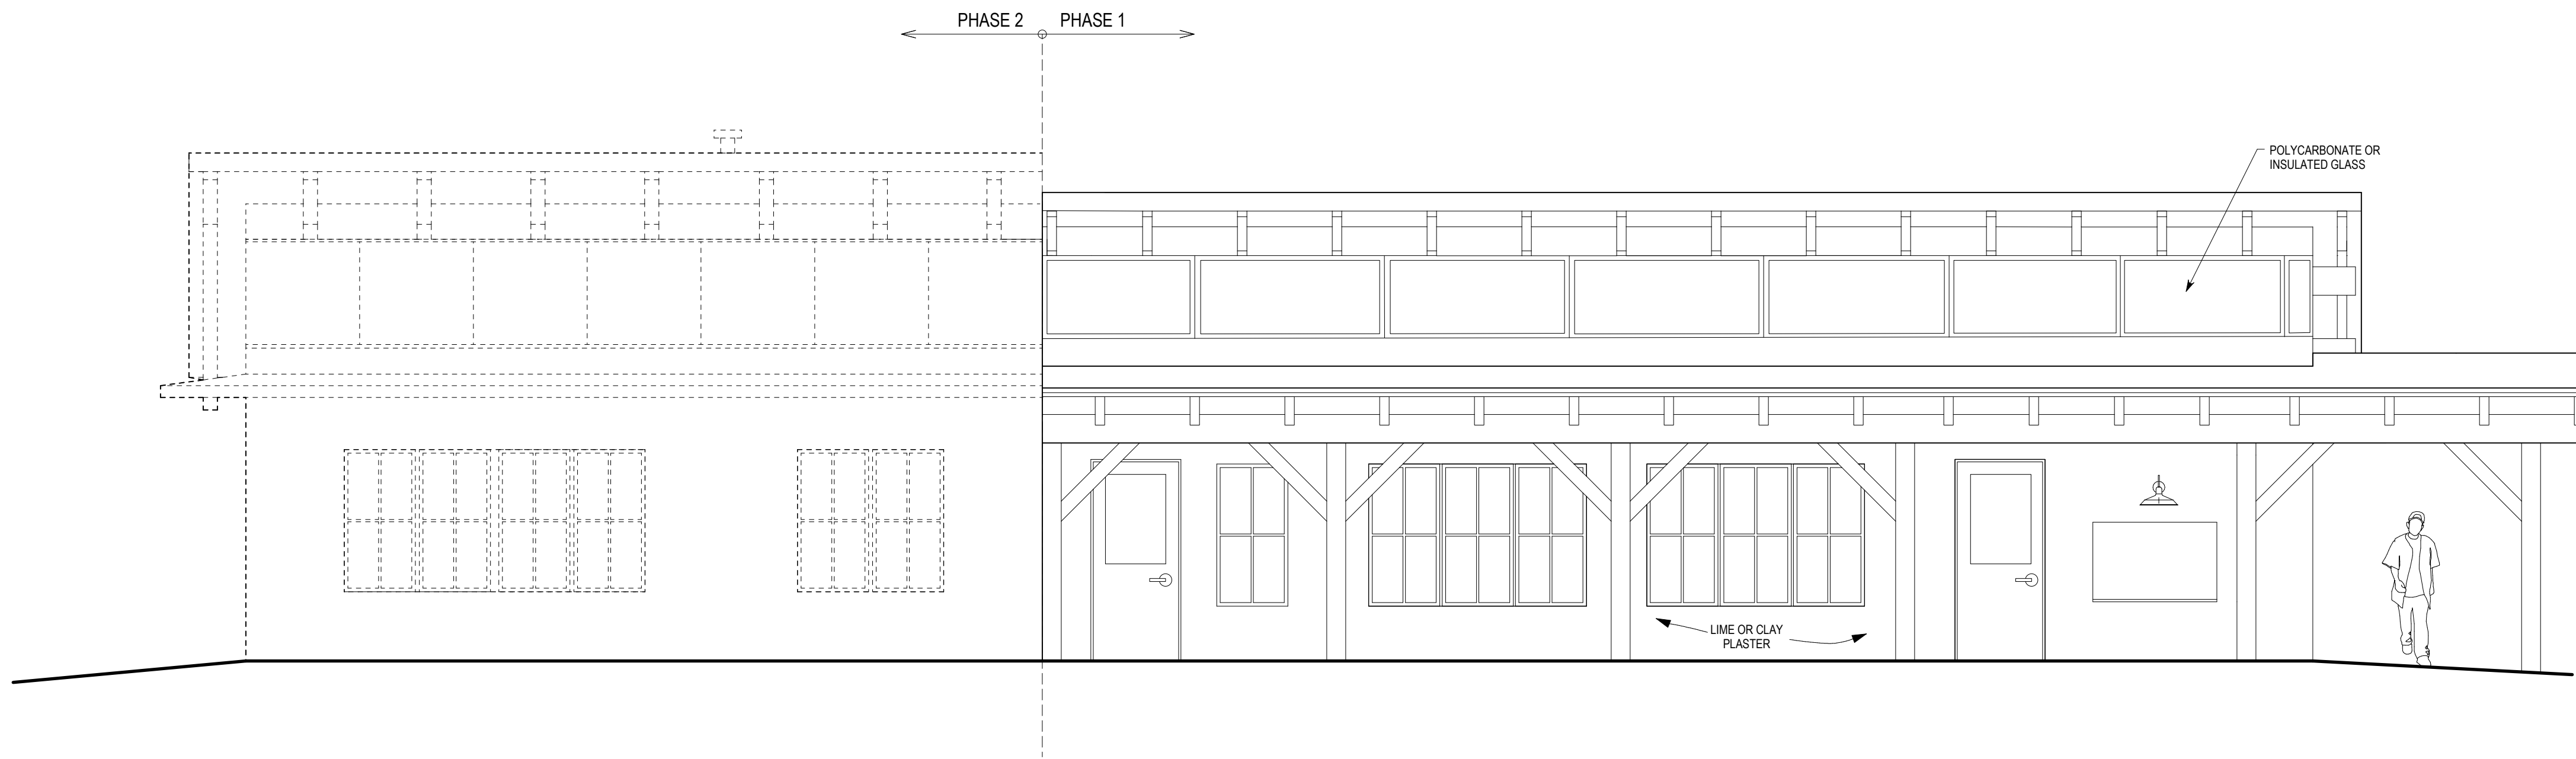 PHASE 2
PHASE 1
POLYCARBONATE OR
INSULATED GLASS
LIME OR CLAY
PLASTER